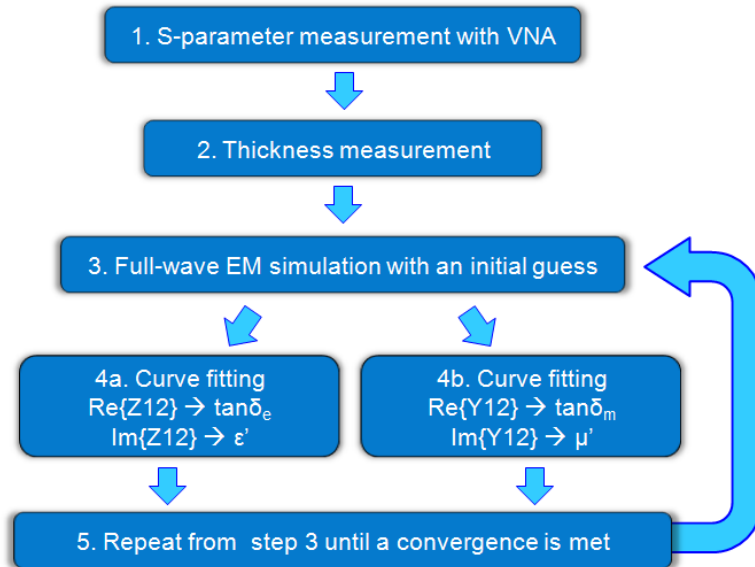 1. S-parameter measurement with VNA
2. Thickness measurement
3. Full-wave EM simulation with an initial guess
4a. Curve fitting
Re{Z12} → tanδe
Im{Z12} → ε’
4b. Curve fitting
Re{Y12} → tanδm
Im{Y12} → μ’
5. Repeat from  step 3 until a convergence is met